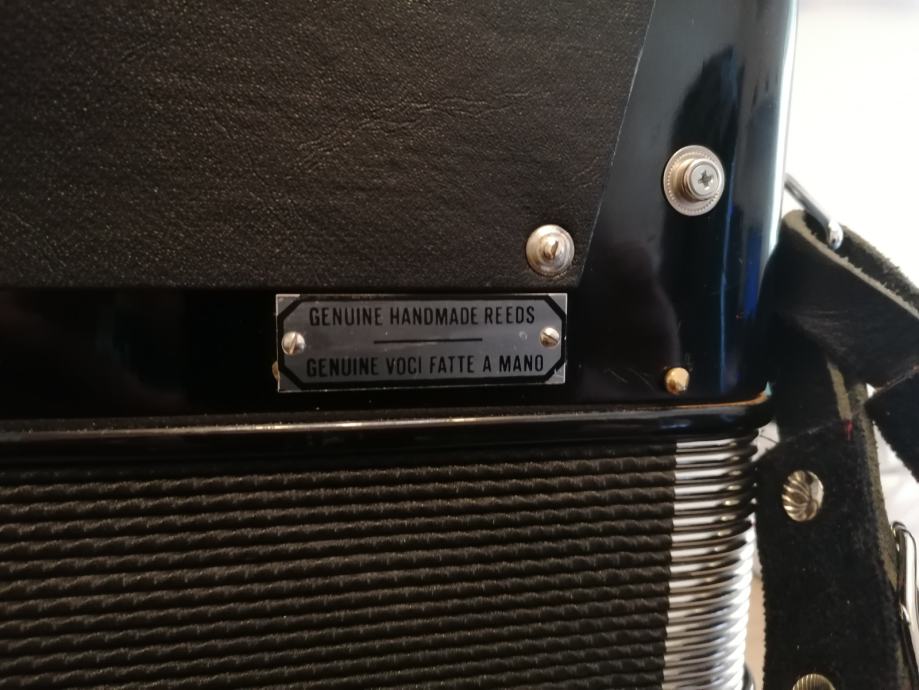 GENUINE HANDMADE REEDS
GENUINE VOCI FATTE A MANO